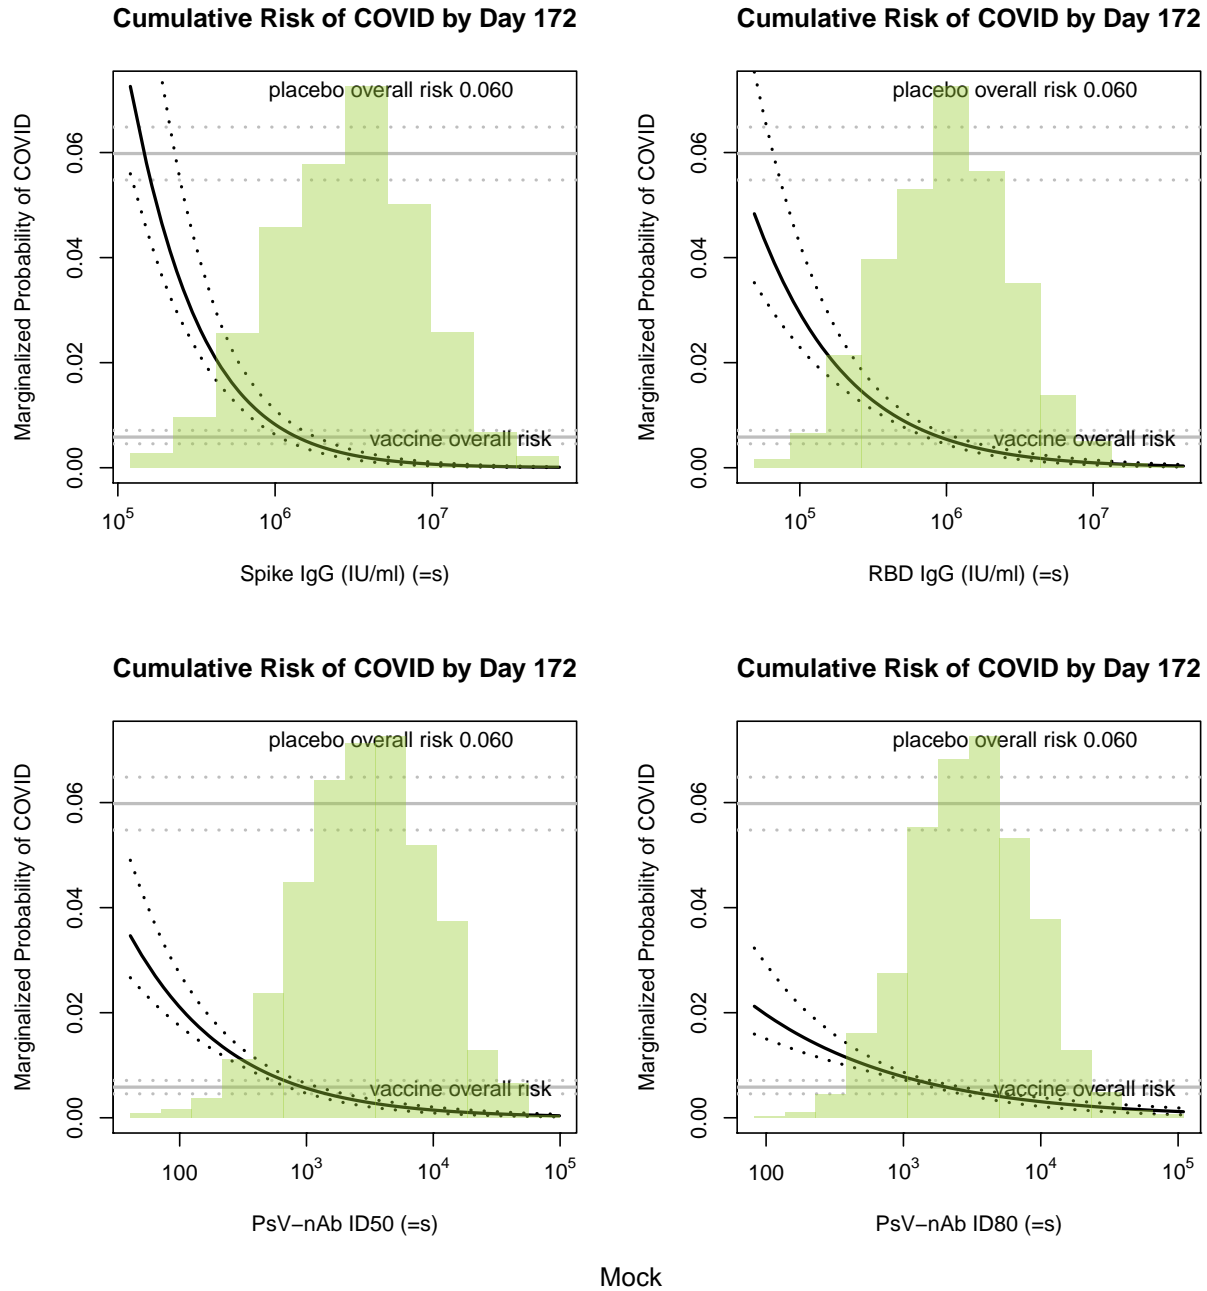 Cumulative Risk of COVID by Day 172
placebo overall risk 0.060
Marginalized Probability of COVID
0.06
0.04
0.02
0.00
vaccine overall risk
10^5 10^6 10^7
Spike IgG (IU/ml) (=s)
Cumulative Risk of COVID by Day 172
placebo overall risk 0.060
Marginalized Probability of COVID
0.06
0.04
0.02
0.00
vaccine overall risk
10^5 10^6 10^7
RBD IgG (IU/ml) (=s)
Cumulative Risk of COVID by Day 172
placebo overall risk 0.060
Marginalized Probability of COVID
0.06
0.04
0.02
0.00
vaccine overall risk
100 10^3 10^4 10^5
PsV−nAb ID50 (=s)
Cumulative Risk of COVID by Day 172
placebo overall risk 0.060
Marginalized Probability of COVID
0.06
0.04
0.02
0.00
vaccine overall risk
100 10^3 10^4 10^5
PsV−nAb ID80 (=s)
Mock